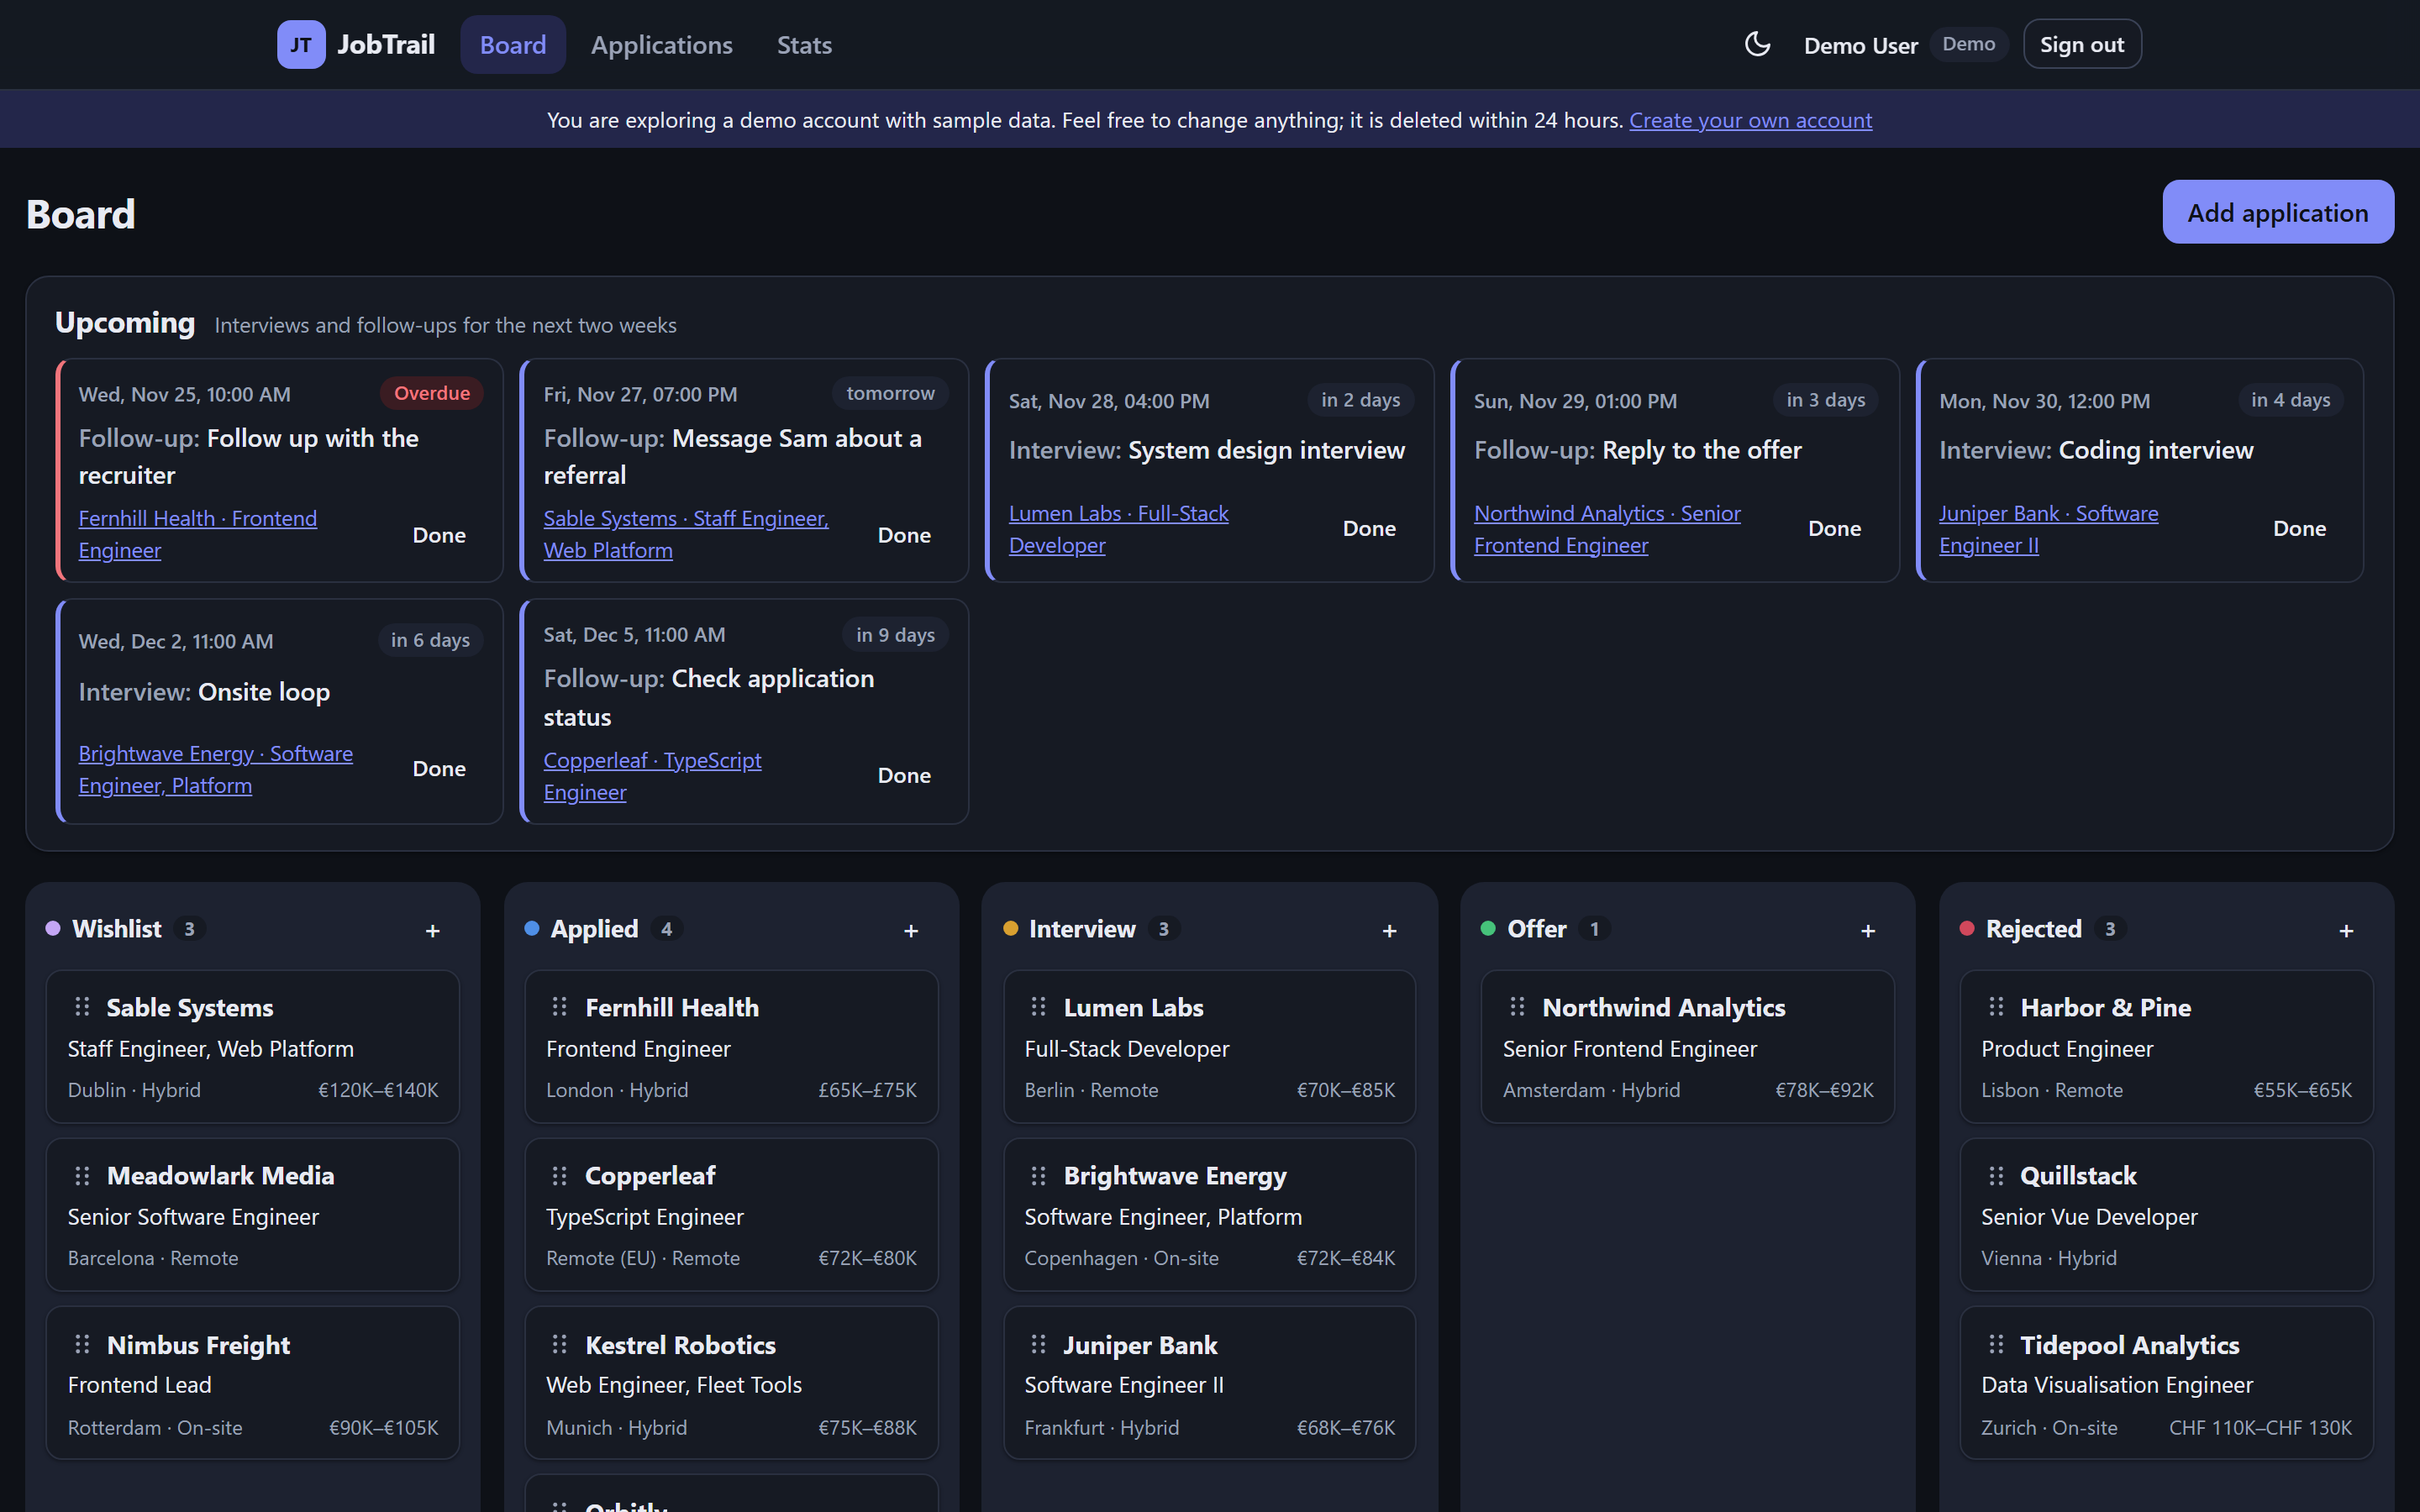 JT JobTrail Board Applications Stats Demo User Demo Sign out
You are exploring a demo account with sample data. Feel free to change anything; it is deleted within 24 hours. Create your own account
Board
Add application
Upcoming Interviews and follow-ups for the next two weeks
Wed, Nov 25, 10:00 AM Overdue
Follow-up: Follow up with the
recruiter
Fernhill Health · Frontend
Engineer
Done
Fri, Nov 27, 07:00 PM tomorrow
Follow-up: Message Sam about a
referral
Sable Systems · Staff Engineer,
Web Platform
Done
Sat, Nov 28, 04:00 PM in 2 days
Interview: System design interview
Lumen Labs · Full-Stack
Developer
Done
Sun, Nov 29, 01:00 PM in 3 days
Follow-up: Reply to the offer
Northwind Analytics · Senior
Frontend Engineer
Done
Mon, Nov 30, 12:00 PM in 4 days
Interview: Coding interview
Juniper Bank · Software
Engineer II
Done
Wed, Dec 2, 11:00 AM in 6 days
Interview: Onsite loop
Brightwave Energy · Software
Engineer, Platform
Done
Sat, Dec 5, 11:00 AM in 9 days
Follow-up: Check application
status
Copperleaf · TypeScript
Engineer
Done
Wishlist 3 +
Sable Systems
Staff Engineer, Web Platform
Dublin · Hybrid €120K–€140K
Meadowlark Media
Senior Software Engineer
Barcelona · Remote
Nimbus Freight
Frontend Lead
Rotterdam · On-site €90K–€105K
Applied 4 +
Fernhill Health
Frontend Engineer
London · Hybrid £65K–£75K
Copperleaf
TypeScript Engineer
Remote (EU) · Remote €72K–€80K
Kestrel Robotics
Web Engineer, Fleet Tools
Munich · Hybrid €75K–€88K
Orbitly
Interview 3 +
Lumen Labs
Full-Stack Developer
Berlin · Remote €70K–€85K
Brightwave Energy
Software Engineer, Platform
Copenhagen · On-site €72K–€84K
Juniper Bank
Software Engineer II
Frankfurt · Hybrid €68K–€76K
Offer 1 +
Northwind Analytics
Senior Frontend Engineer
Amsterdam · Hybrid €78K–€92K
Rejected 3 +
Harbor & Pine
Product Engineer
Lisbon · Remote €55K–€65K
Quillstack
Senior Vue Developer
Vienna · Hybrid
Tidepool Analytics
Data Visualisation Engineer
Zurich · On-site CHF 110K–CHF 130K